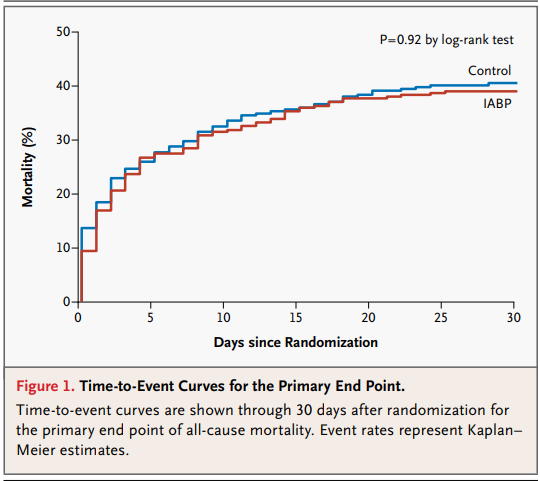 50
P=0.92 by log-rank test
Control
40
IABP
30
Mortality (%)
20
10
0
0 5 10 15 20 25 30
Days since Randomization
Figure 1. Time-to-Event Curves for the Primary End Point.
Time-to-event curves are shown through 30 days after randomization for
the primary end point of all-cause mortality. Event rates represent Kaplan–
Meier estimates.